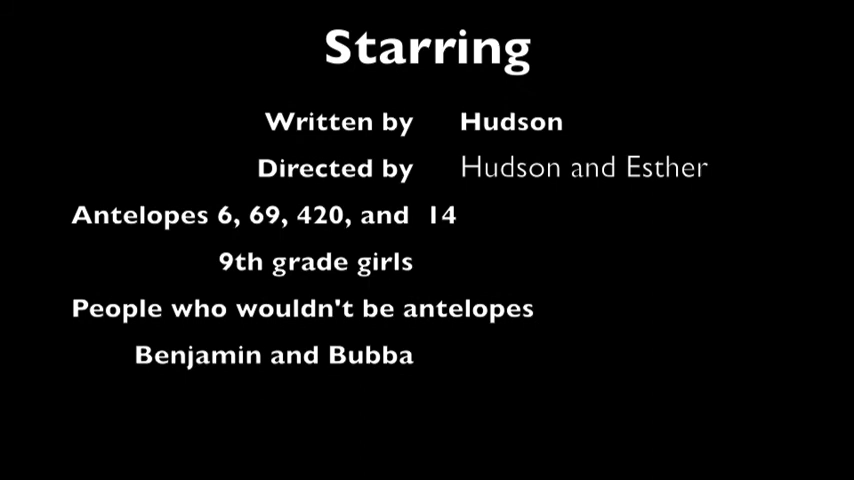 Starring
Written by Hudson
Directed by Hudson and Esther
Antelopes 6, 69, 420, and 14
9th grade girls
People who wouldn't be antelopes
Benjamin and Bubba